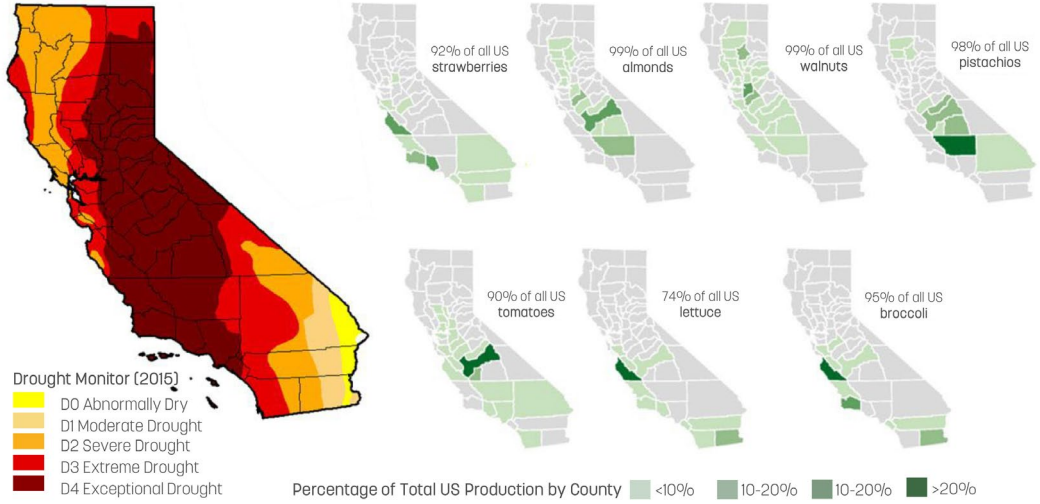 92% of all US
strawberries
99% of all US
almonds
99% of all US
walnuts
98% of all US
pistachios
90% of all US
tomatoes
74% of all US
lettuce
95% of all US
broccoli
Drought Monitor (2015)
D0 Abnormally Dry
D1 Moderate Drought
D2 Severe Drought
D3 Extreme Drought
D4 Exceptional Drought
Percentage of Total US Production by County <10% 10-20% 10-20% >20%